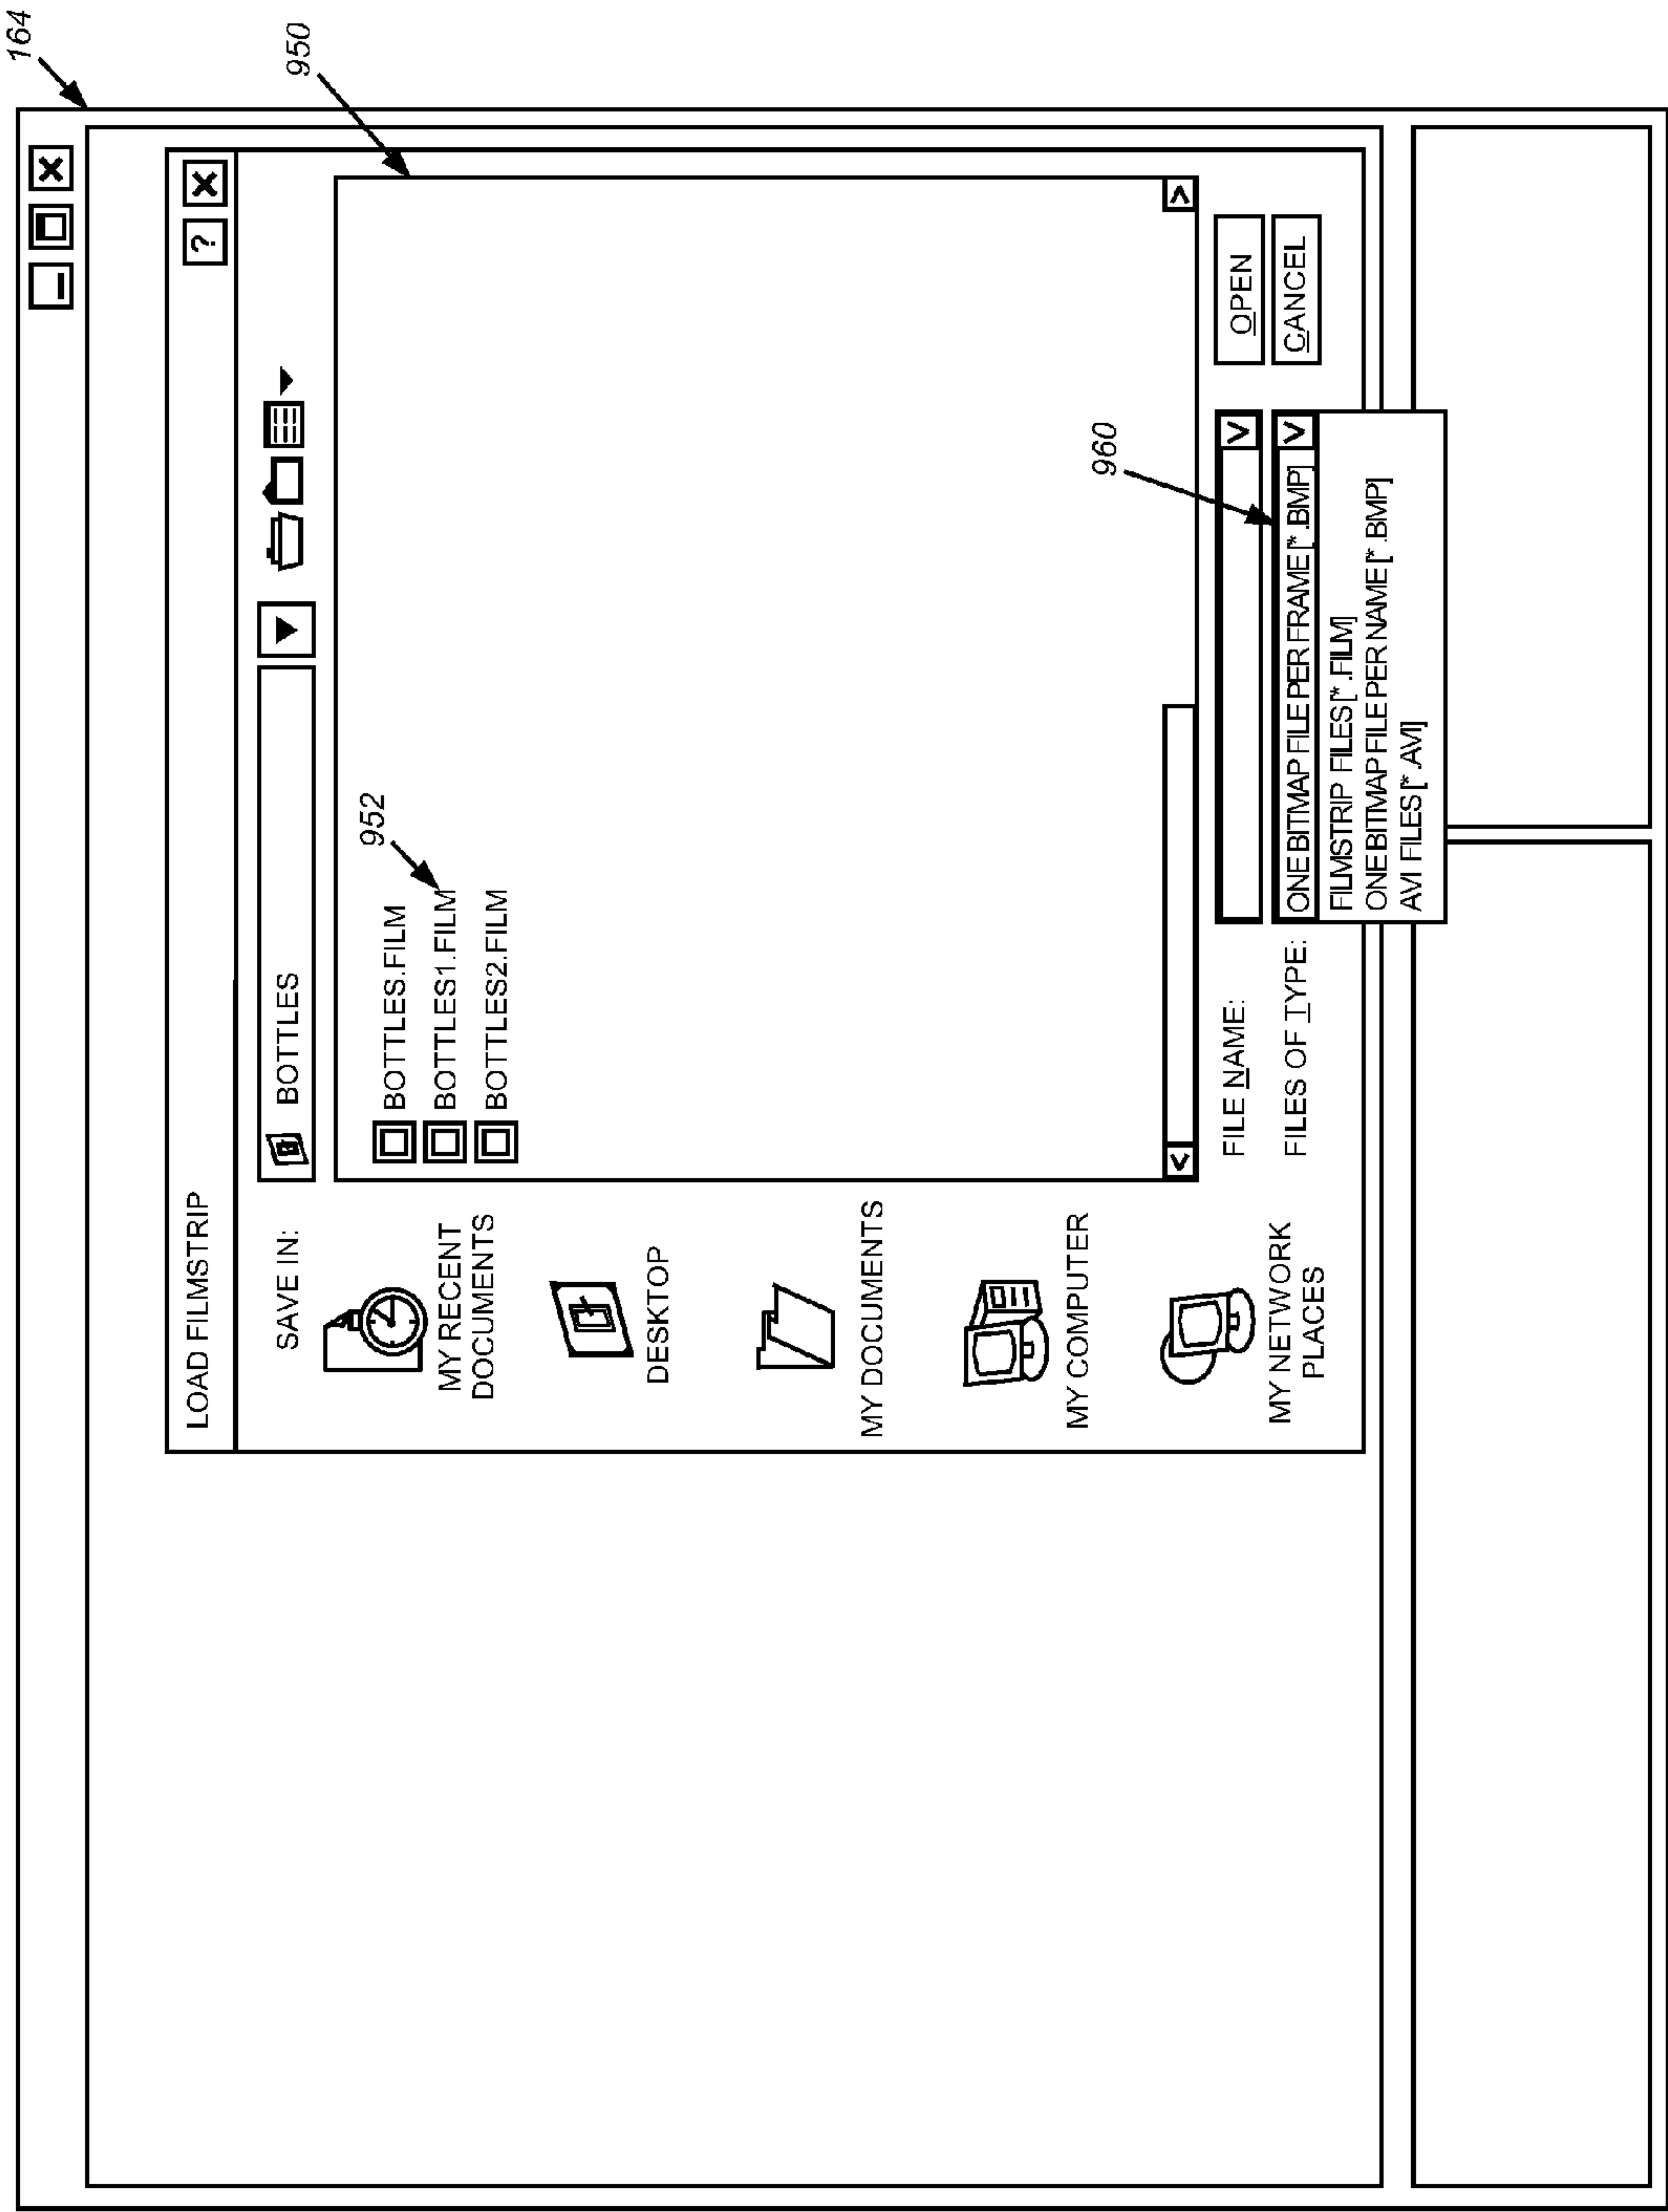 164
950
LOAD FILMSTRIP
?
SAVE IN:
BOTTLES
MY RECENT
DOCUMENTS
DESKTOP
MY DOCUMENTS
MY COMPUTER
MY NETWORK
PLACES
952
BOTTLES.FILM
BOTTLES1.FILM
BOTTLES2.FILM
960
FILE NAME:
OPEN
FILES OF TYPE:
ONE BITMAP FILE PER FRAME [*.BMP]
CANCEL
FILMSTRIP FILES [*.FILM]
ONE BITMAP FILE PER NAME [*.BMP]
AVI FILES [*.AVI]